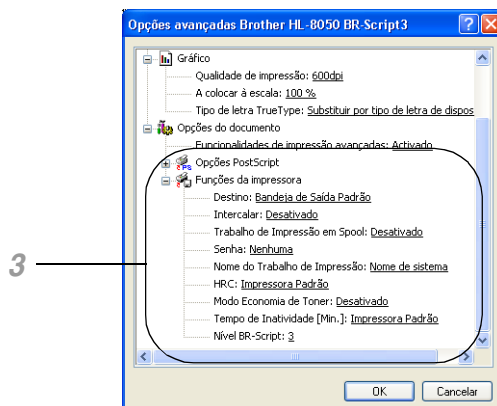 Opções avançadas Brother HL-8050 BR-Script3
Gráfico
Qualidade de impressão: 600dpi
A colocar à escala: 100 %
Tipo de letra TrueType: Substituir por tipo de letra de dispos
Opções do documento
Funcionalidades de impressão avançadas: Activado
Opções PostScript
Funções da impressora
Destino: Bandeja de Saída Padrão
Intercalar: Desativado
Trabalho de Impressão em Spool: Desativado
Senha: Nenhuma
Nome do Trabalho de Impressão: Nome de sistema
HRC: Impressora Padrão
Modo Economia de Toner: Desativado
Tempo de Inatividade [Min.]: Impressora Padrão
Nível BR-Script: 3
3
OK
Cancelar